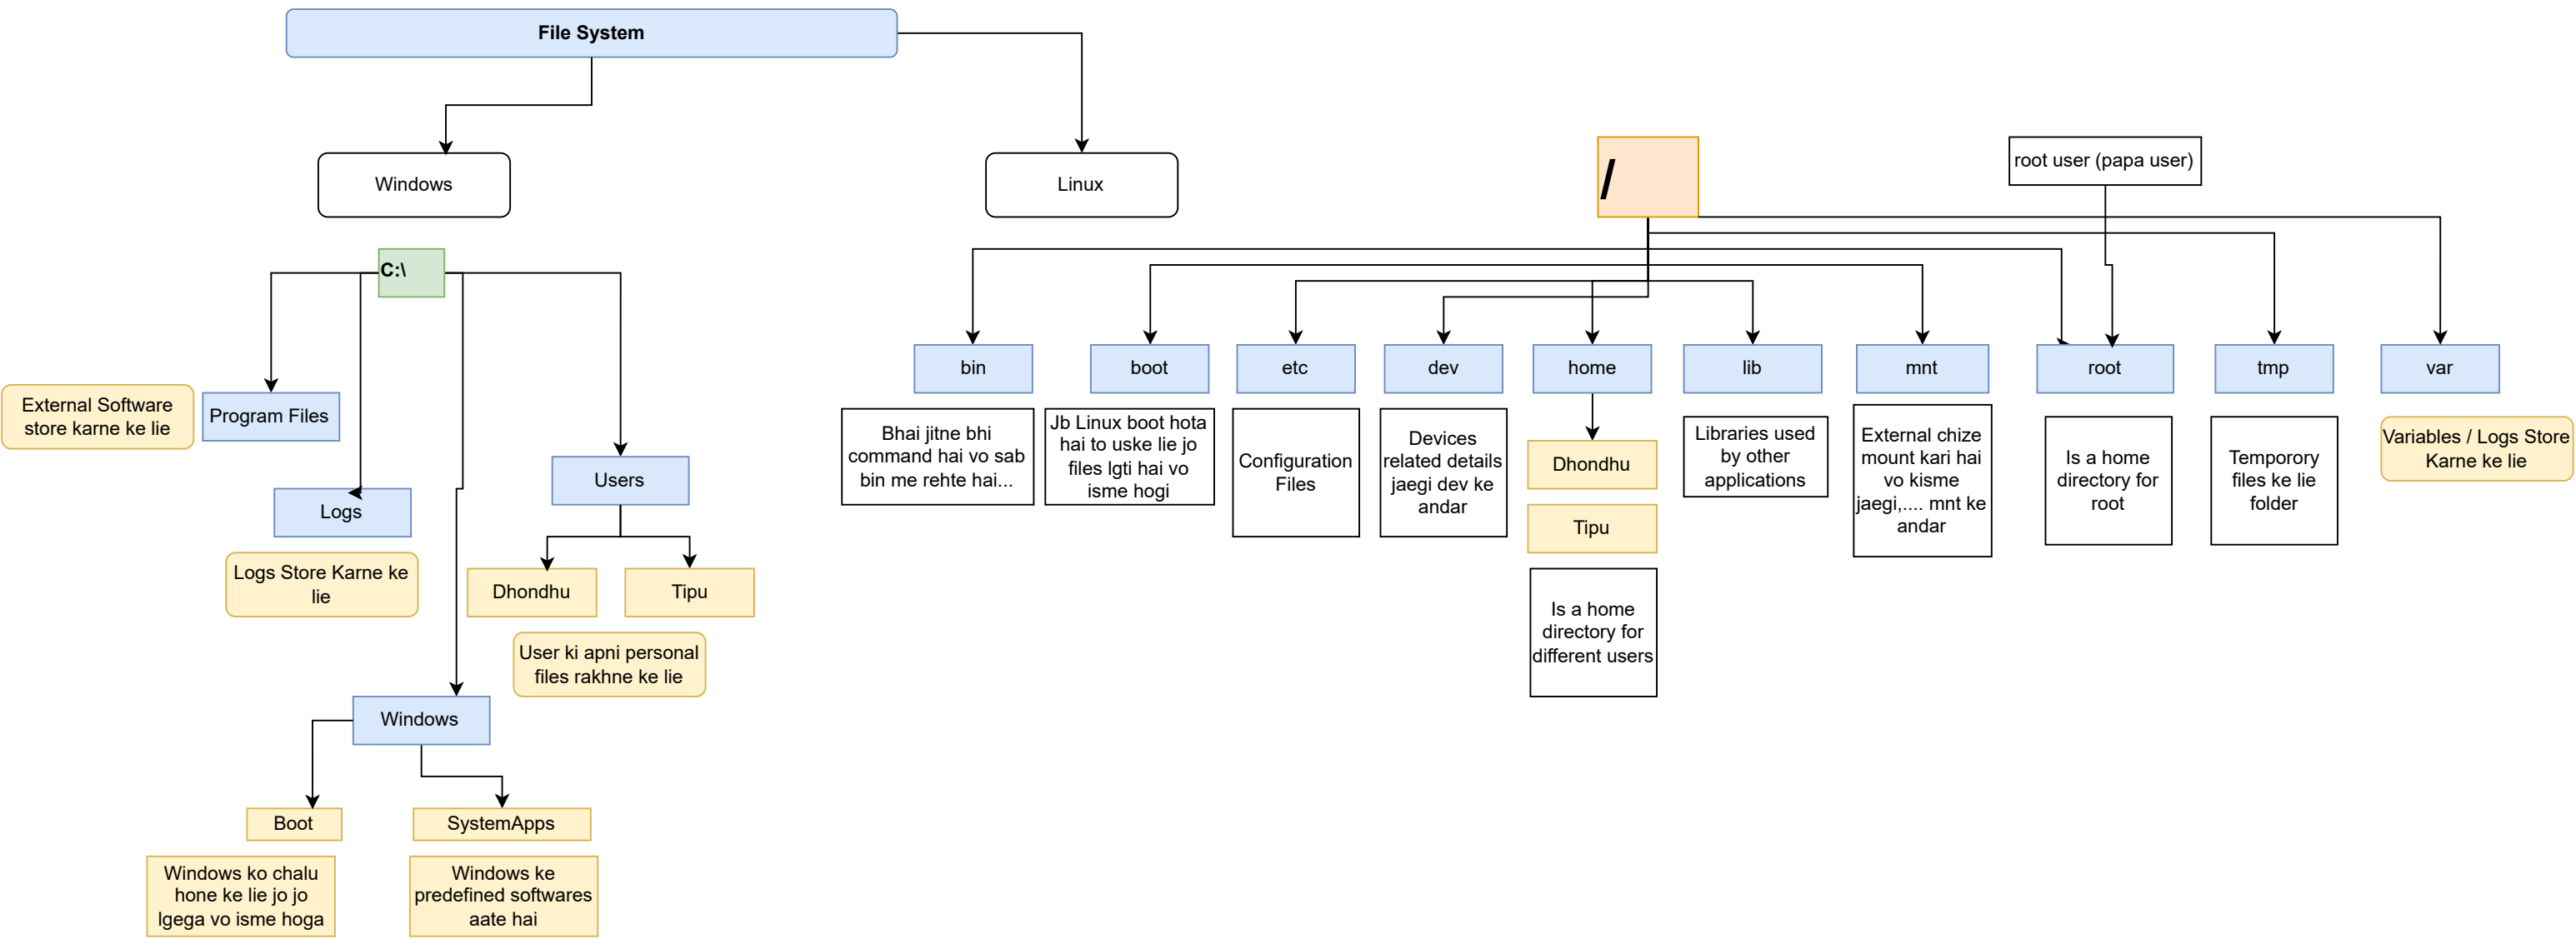 File System
Windows
Linux
/
root user (papa user)
C:\
External Software
store karne ke lie
Program Files
Logs
Logs Store Karne ke
lie
Users
Dhondhu
Tipu
User ki apni personal
files rakhne ke lie
Windows
Boot
SystemApps
Windows ko chalu
hone ke lie jo jo
lgega vo isme hoga
Windows ke
predefined softwares
aate hai
bin
boot
etc
dev
home
lib
mnt
root
tmp
var
Bhai jitne bhi
command hai vo sab
bin me rehte hai...
Jb Linux boot hota
hai to uske lie jo
files lgti hai vo
isme hogi
Configuration
Files
Devices
related details
jaegi dev ke
andar
Dhondhu
Tipu
Is a home
directory for
different users
Libraries used
by other
applications
External chize
mount kari hai
vo kisme
jaegi,.... mnt ke
andar
Is a home
directory for
root
Temporory
files ke lie
folder
Variables / Logs Store
Karne ke lie